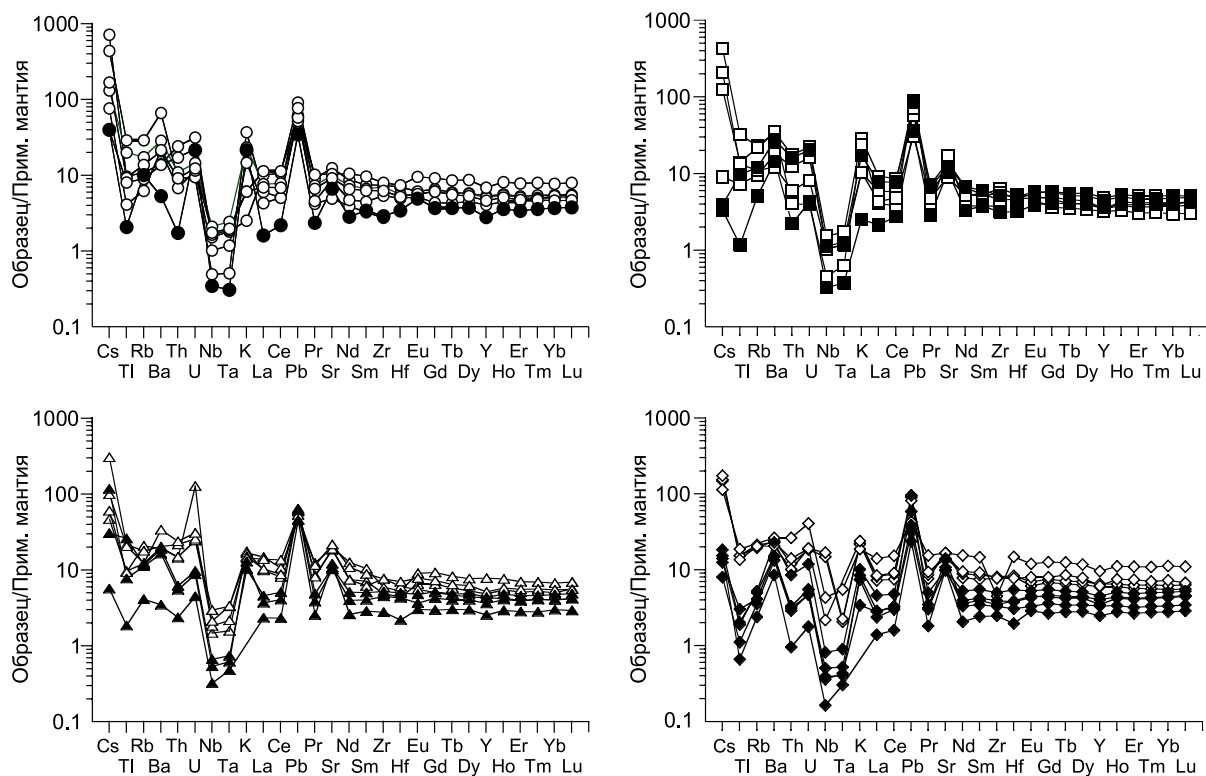 Образец/Прим. мантия
1000
100
10
1
0.1
Cs Rb Th Nb K Ce Pr Nd Zr Eu Tb Y Er Yb
Tl Ba U Ta La Pb Sr Sm Hf Gd Dy Ho Tm Lu
Образец/Прим. мантия
1000
100
10
1
0.1
Cs Rb Th Nb K Ce Pr Nd Zr Eu Tb Y Er Yb
Tl Ba U Ta La Pb Sr Sm Hf Gd Dy Ho Tm Lu
Образец/Прим. мантия
1000
100
10
1
0.1
Cs Rb Th Nb K Ce Pr Nd Zr Eu Tb Y Er Yb
Tl Ba U Ta La Pb Sr Sm Hf Gd Dy Ho Tm Lu
Образец/Прим. мантия
1000
100
10
1
0.1
Cs Rb Th Nb K Ce Pr Nd Zr Eu Tb Y Er Yb
Tl Ba U Ta La Pb Sr Sm Hf Gd Dy Ho Tm Lu